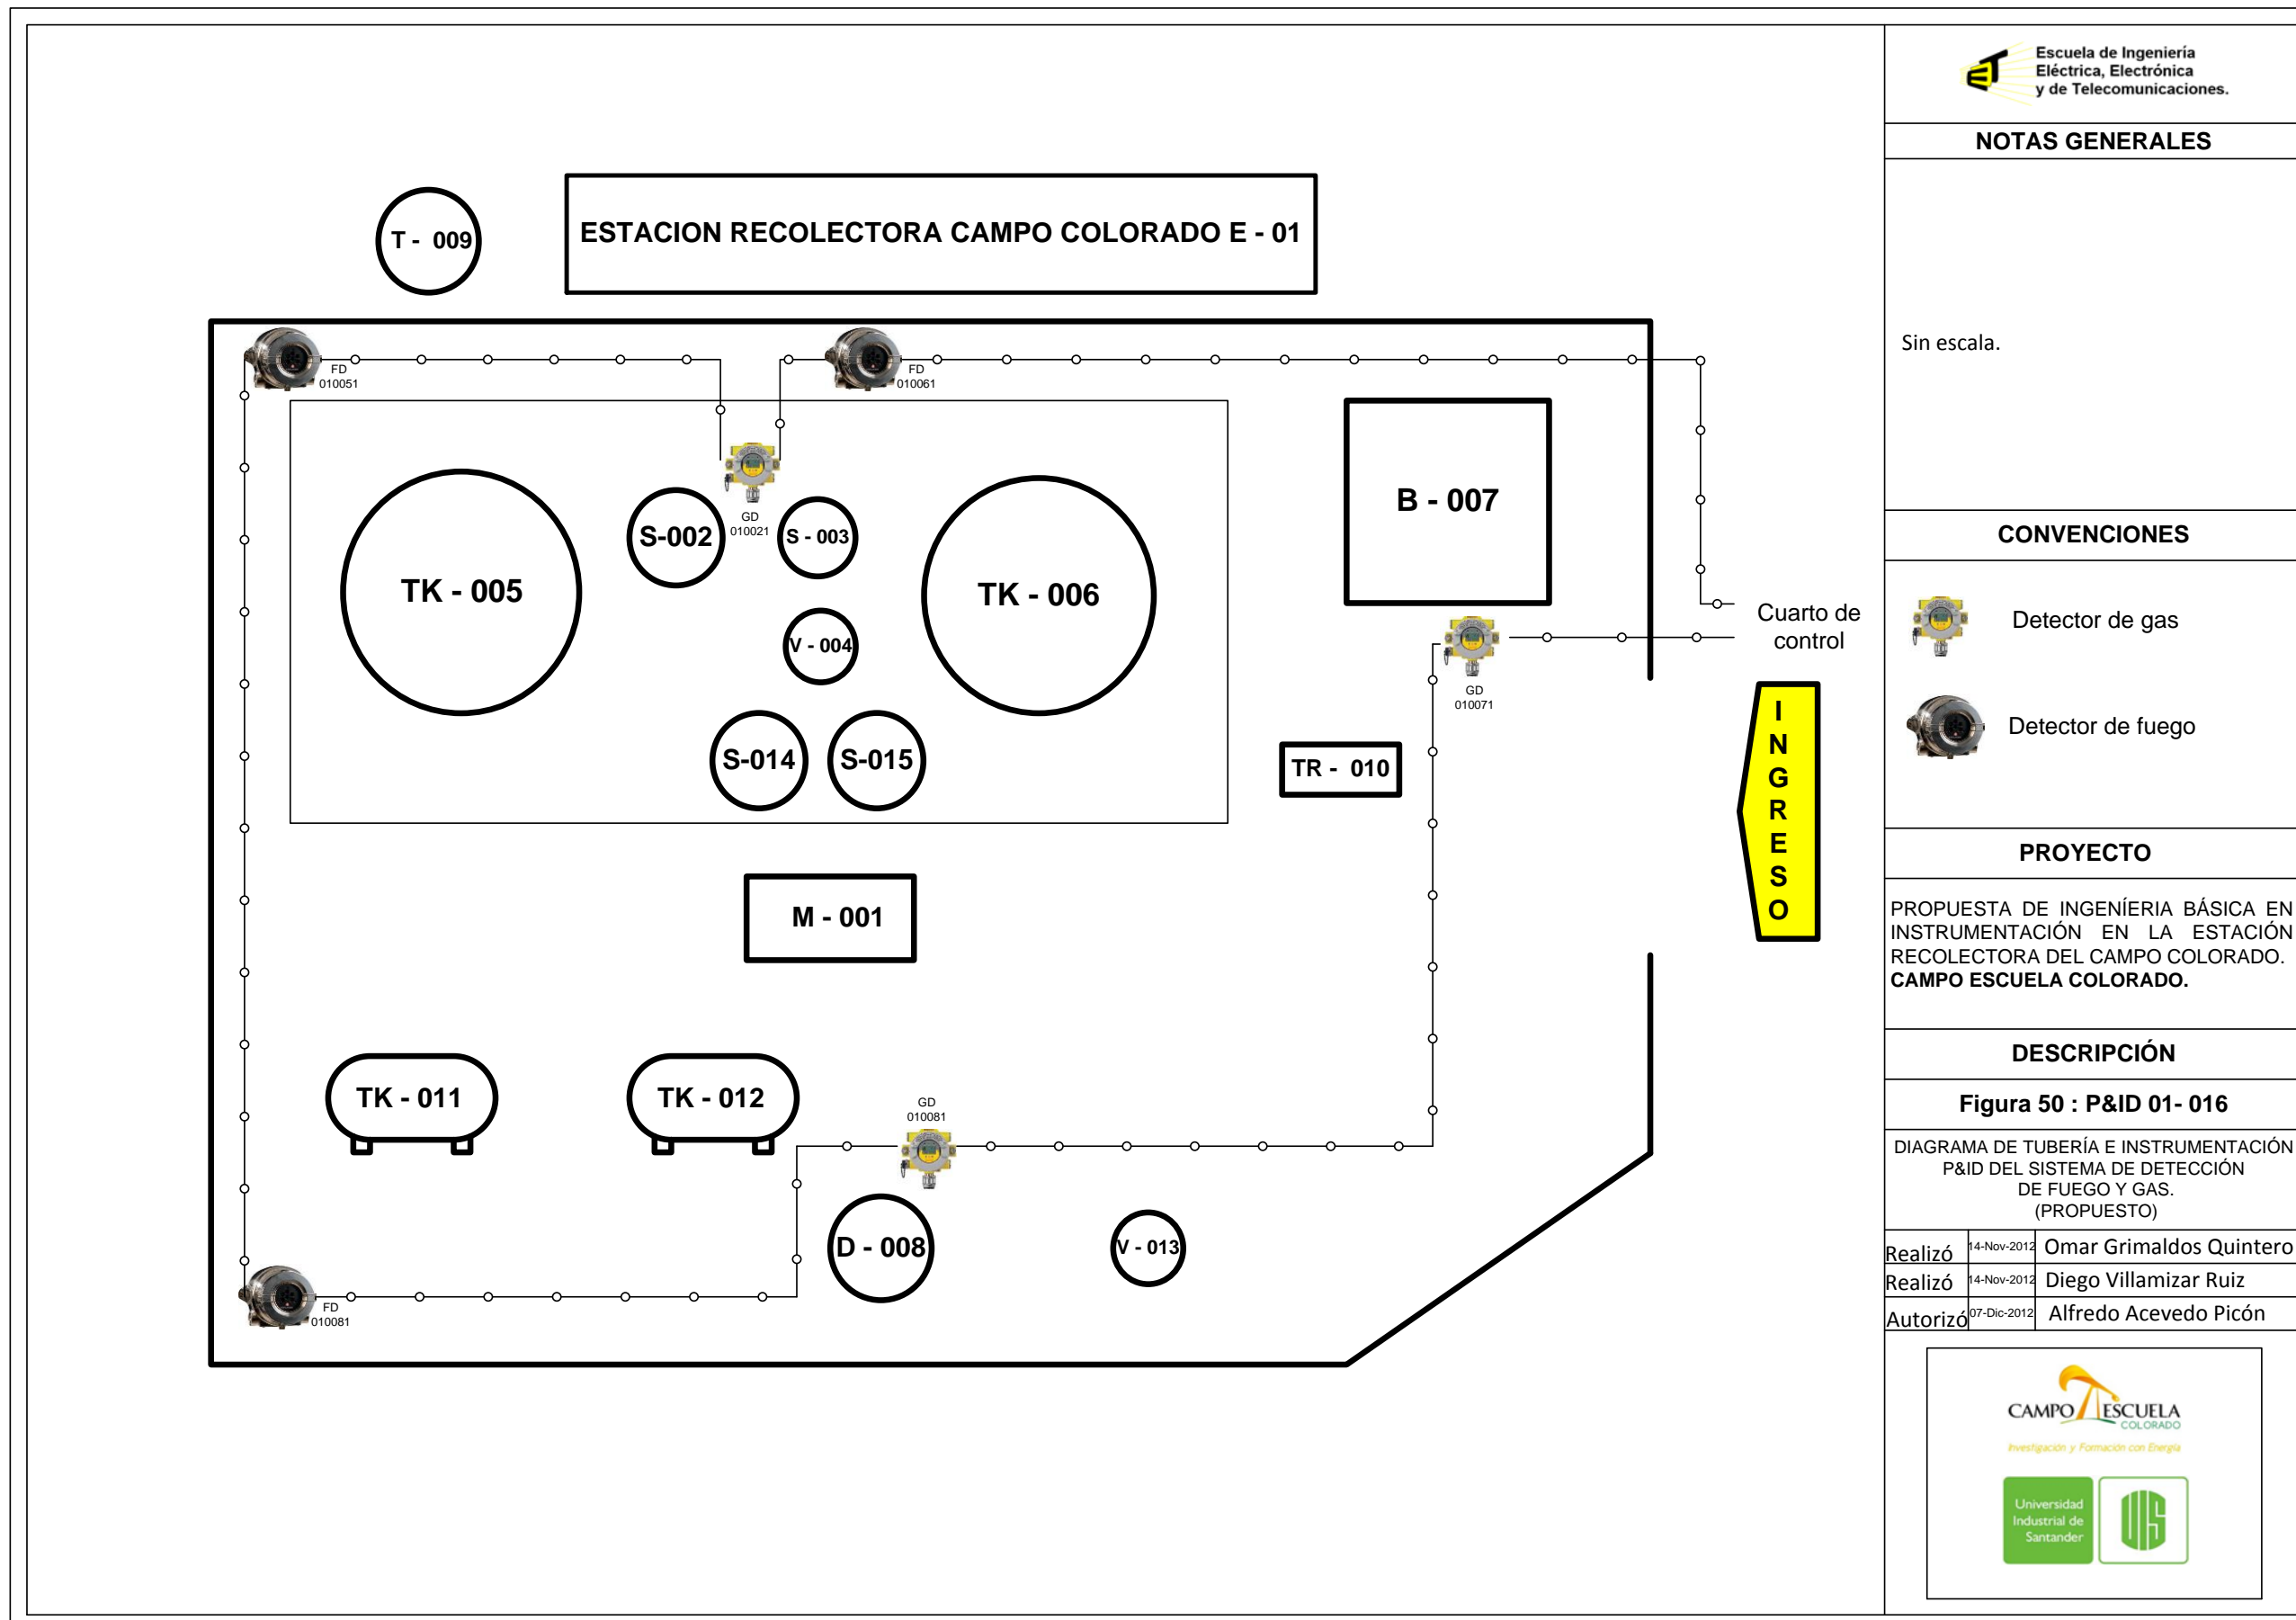 T - 009
ESTACION RECOLECTORA CAMPO COLORADO E - 01
FD
010051
FD
010061
GD
010021
S-002
S - 003
TK - 005
TK - 006
V - 004
S-014
S-015
B - 007
GD
010071
TR - 010
Cuarto de
control
I
N
G
R
E
S
O
M - 001
TK - 011
TK - 012
GD
010081
D - 008
V - 013
FD
010081
Escuela de Ingeniería
Eléctrica, Electrónica
y de Telecomunicaciones.
NOTAS GENERALES
Sin escala.
CONVENCIONES
Detector de gas
Detector de fuego
PROYECTO
PROPUESTA DE INGENÍERIA BÁSICA EN
INSTRUMENTACIÓN EN LA ESTACIÓN
RECOLECTORA DEL CAMPO COLORADO.
CAMPO ESCUELA COLORADO.
DESCRIPCIÓN
Figura 50 : P&ID 01- 016
DIAGRAMA DE TUBERÍA E INSTRUMENTACIÓN
P&ID DEL SISTEMA DE DETECCIÓN
DE FUEGO Y GAS.
(PROPUESTO)
Realizó 14-Nov-2012 Omar Grimaldos Quintero
Realizó 14-Nov-2012 Diego Villamizar Ruiz
Autorizó 07-Dic-2012 Alfredo Acevedo Picón
CAMPO ESCUELA
COLORADO
Investigación y Formación con Energía
Universidad
Industrial de
Santander
UIS